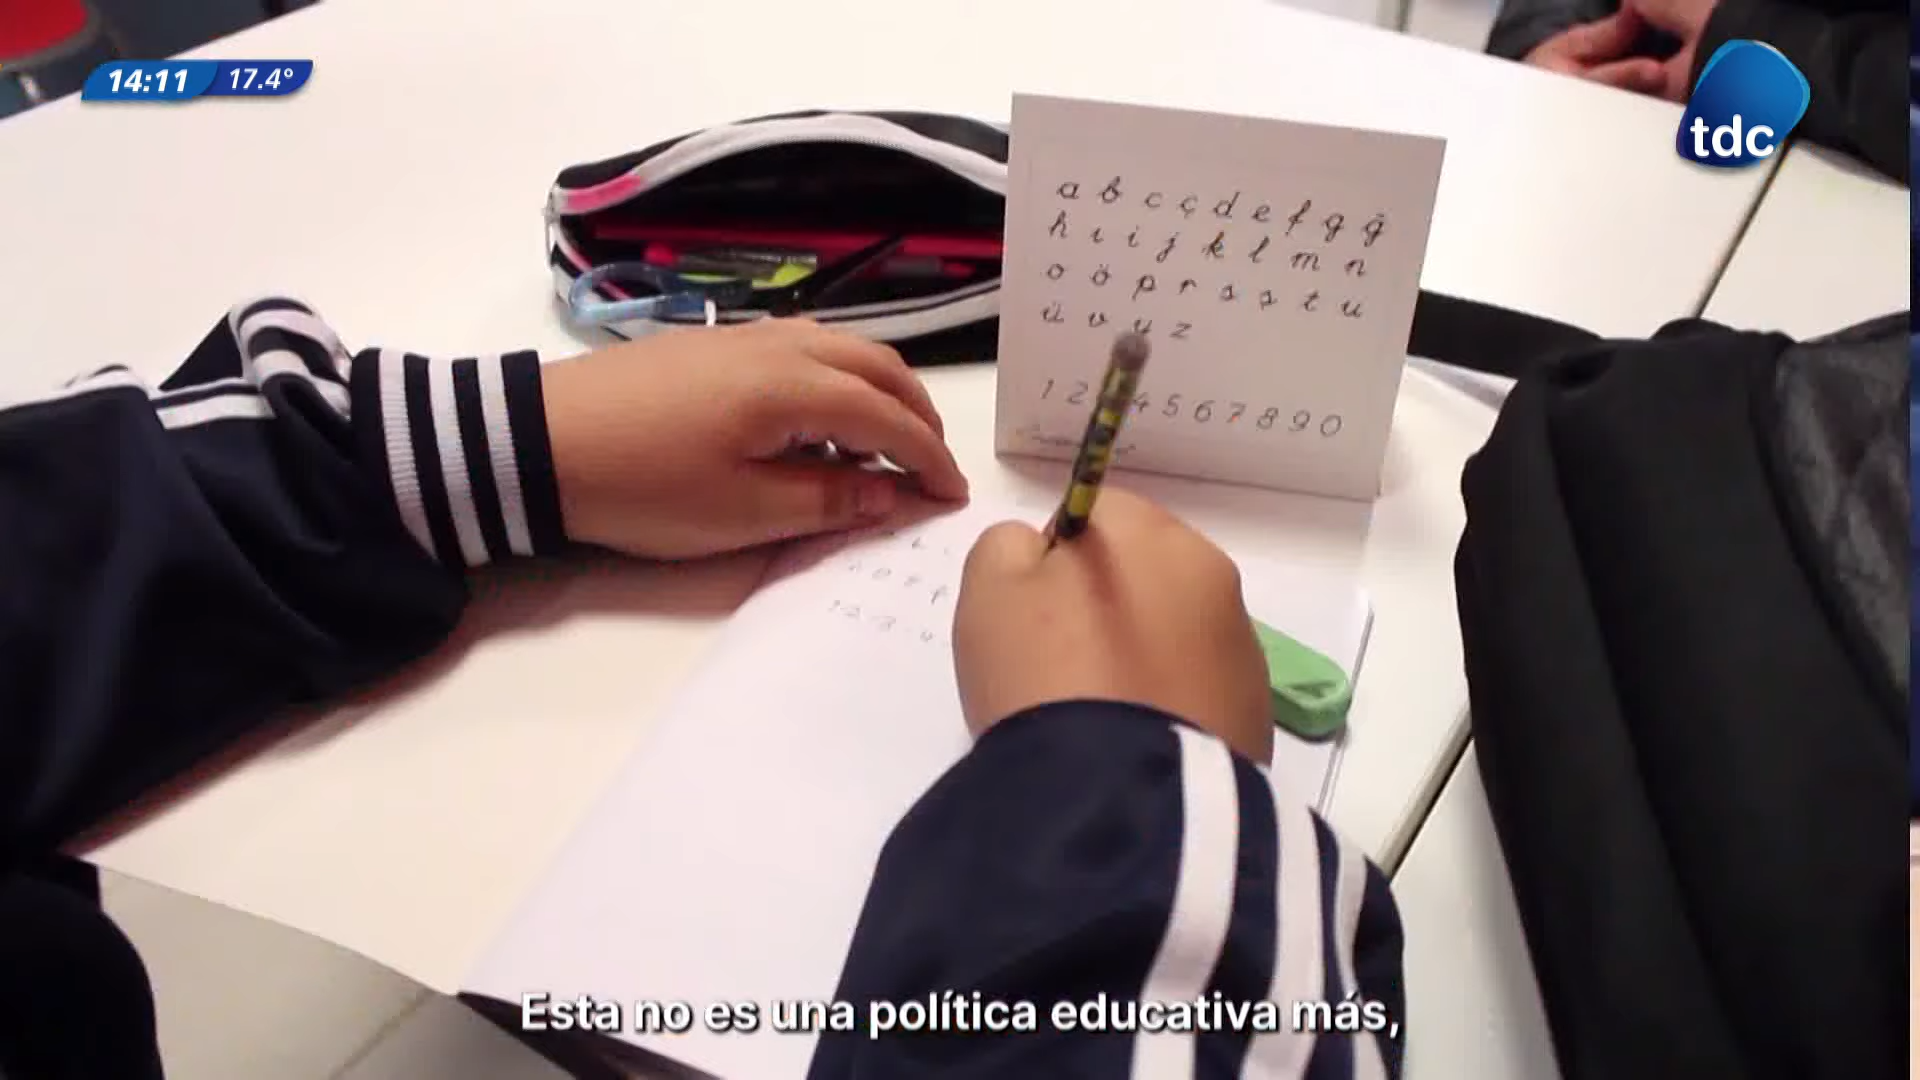 14:11 17.4°
tdc
a b c ç d e f g ğ
h ı i j k l m n
o ö p r s ş t u
ü v y z
1 2 4 5 6 7 8 9 0
Esta no es una política educativa más,